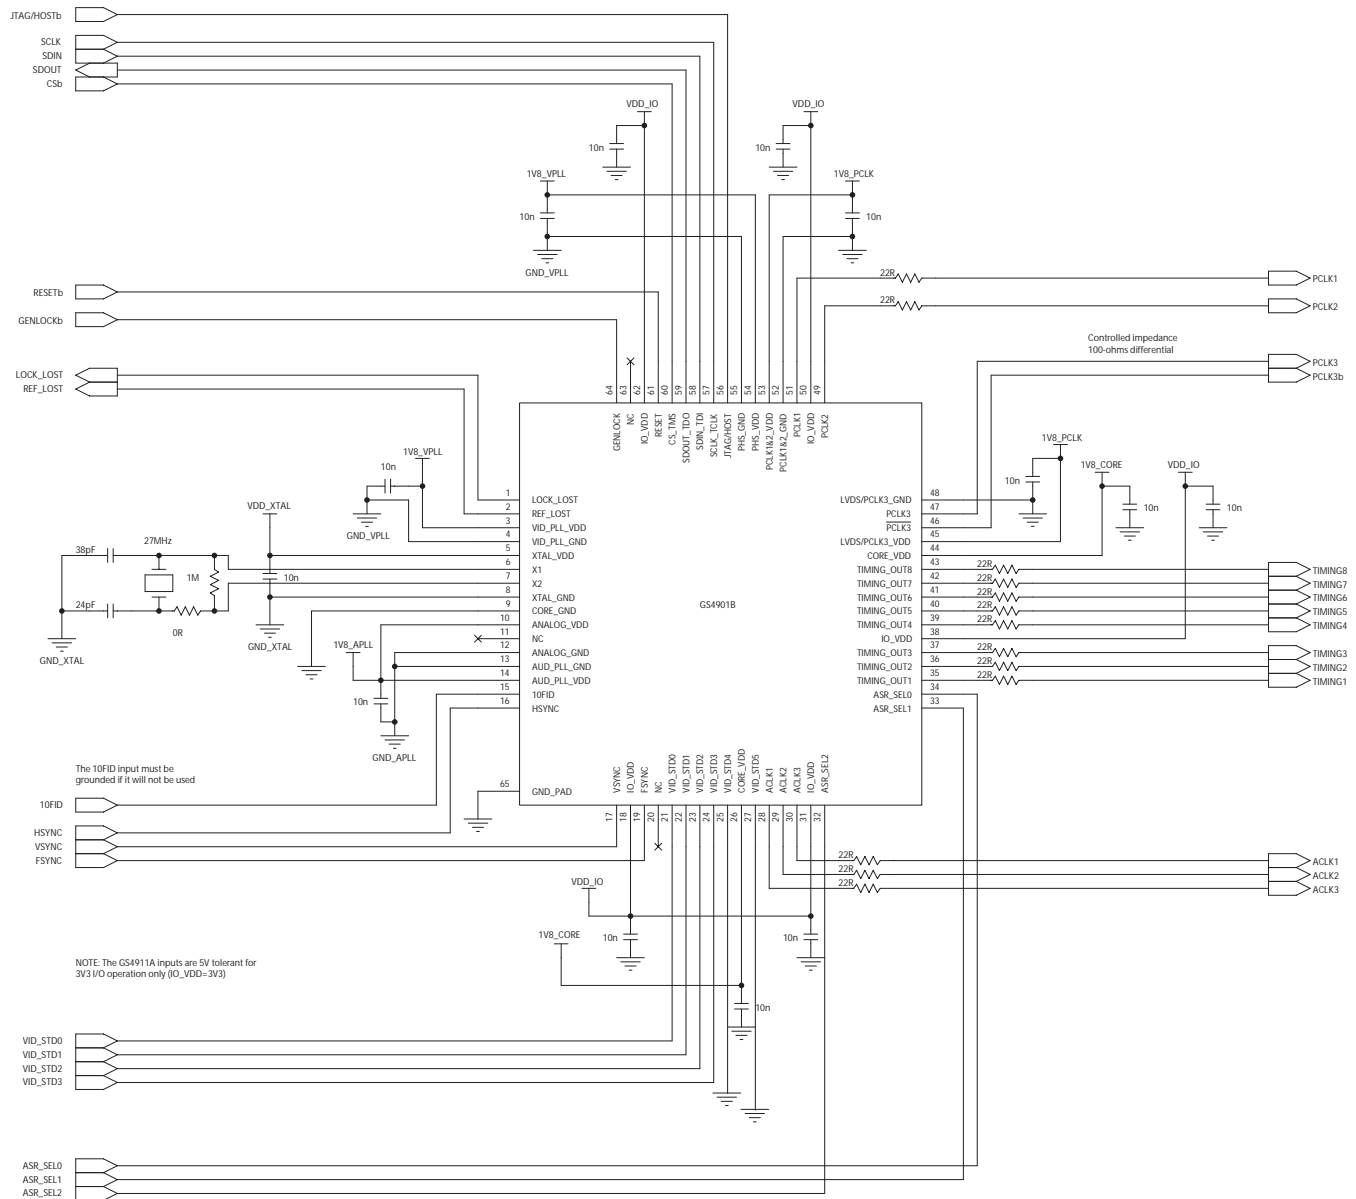 JTAG/HOSTb
SCLK
SDIN
SDOUT
CSb
VDD_IO
VDD_IO
10n
10n
1V8_VPLL
1V8_PCLK
10n
10n
GND_VPLL
22R
PCLK1
RESETb
22R
PCLK2
GENLOCKb
Controlled impedance
100-ohms differential
PCLK3
LOCK_LOST
PCLK3b
REF_LOST
64
63
62
61
60
59
58
57
56
55
54
53
52
51
50
49
GENLOCK
NC
IO_VDD
RESET
CS_TMS
SDOUT_TDO
SDIN_TDI
SCLK_TCLK
JTAG/HOST
PHS_GND
PHS_VDD
PCLK1&2_VDD
PCLK1&2_GND
PCLK1
IO_VDD
PCLK2
1V8_VPLL
10n
GND_VPLL
VDD_XTAL
38pF
27MHz
1M
10n
24pF
0R
GND_XTAL
GND_XTAL
1V8_APLL
10n
GND_APLL
1 LOCK_LOST
2 REF_LOST
3 VID_PLL_VDD
4 VID_PLL_GND
5 XTAL_VDD
6 X1
7 X2
8 XTAL_GND
9 CORE_GND
10 ANALOG_VDD
11 NC
12 ANALOG_GND
13 AUD_PLL_GND
14 AUD_PLL_VDD
15 10FID
16 HSYNC
65 GND_PAD
GS4901B
LVDS/PCLK3_GND 48
PCLK3 47
PCLK3 46
LVDS/PCLK3_VDD 45
CORE_VDD 44
TIMING_OUT8 43 22R TIMING8
TIMING_OUT7 42 22R TIMING7
TIMING_OUT6 41 22R TIMING6
TIMING_OUT5 40 22R TIMING5
TIMING_OUT4 39 22R TIMING4
IO_VDD 38
TIMING_OUT3 37 22R TIMING3
TIMING_OUT2 36 22R TIMING2
TIMING_OUT1 35 22R TIMING1
ASR_SEL0 34
ASR_SEL1 33
1V8_PCLK
10n
1V8_CORE
10n
VDD_IO
10n
The 10FID input must be
grounded if it will not be used
10FID
HSYNC
VSYNC
FSYNC
VSYNC
IO_VDD
FSYNC
NC
VID_STD0
VID_STD1
VID_STD2
VID_STD3
VID_STD4
CORE_VDD
VID_STD5
ACLK1
ACLK2
ACLK3
IO_VDD
ASR_SEL2
17
18
19
20
21
22
23
24
25
26
27
28
29
30
31
32
22R ACLK1
22R ACLK2
22R ACLK3
VDD_IO
10n
10n
1V8_CORE
10n
NOTE: The GS4911A inputs are 5V tolerant for
3V3 I/O operation only (IO_VDD=3V3)
VID_STD0
VID_STD1
VID_STD2
VID_STD3
ASR_SEL0
ASR_SEL1
ASR_SEL2